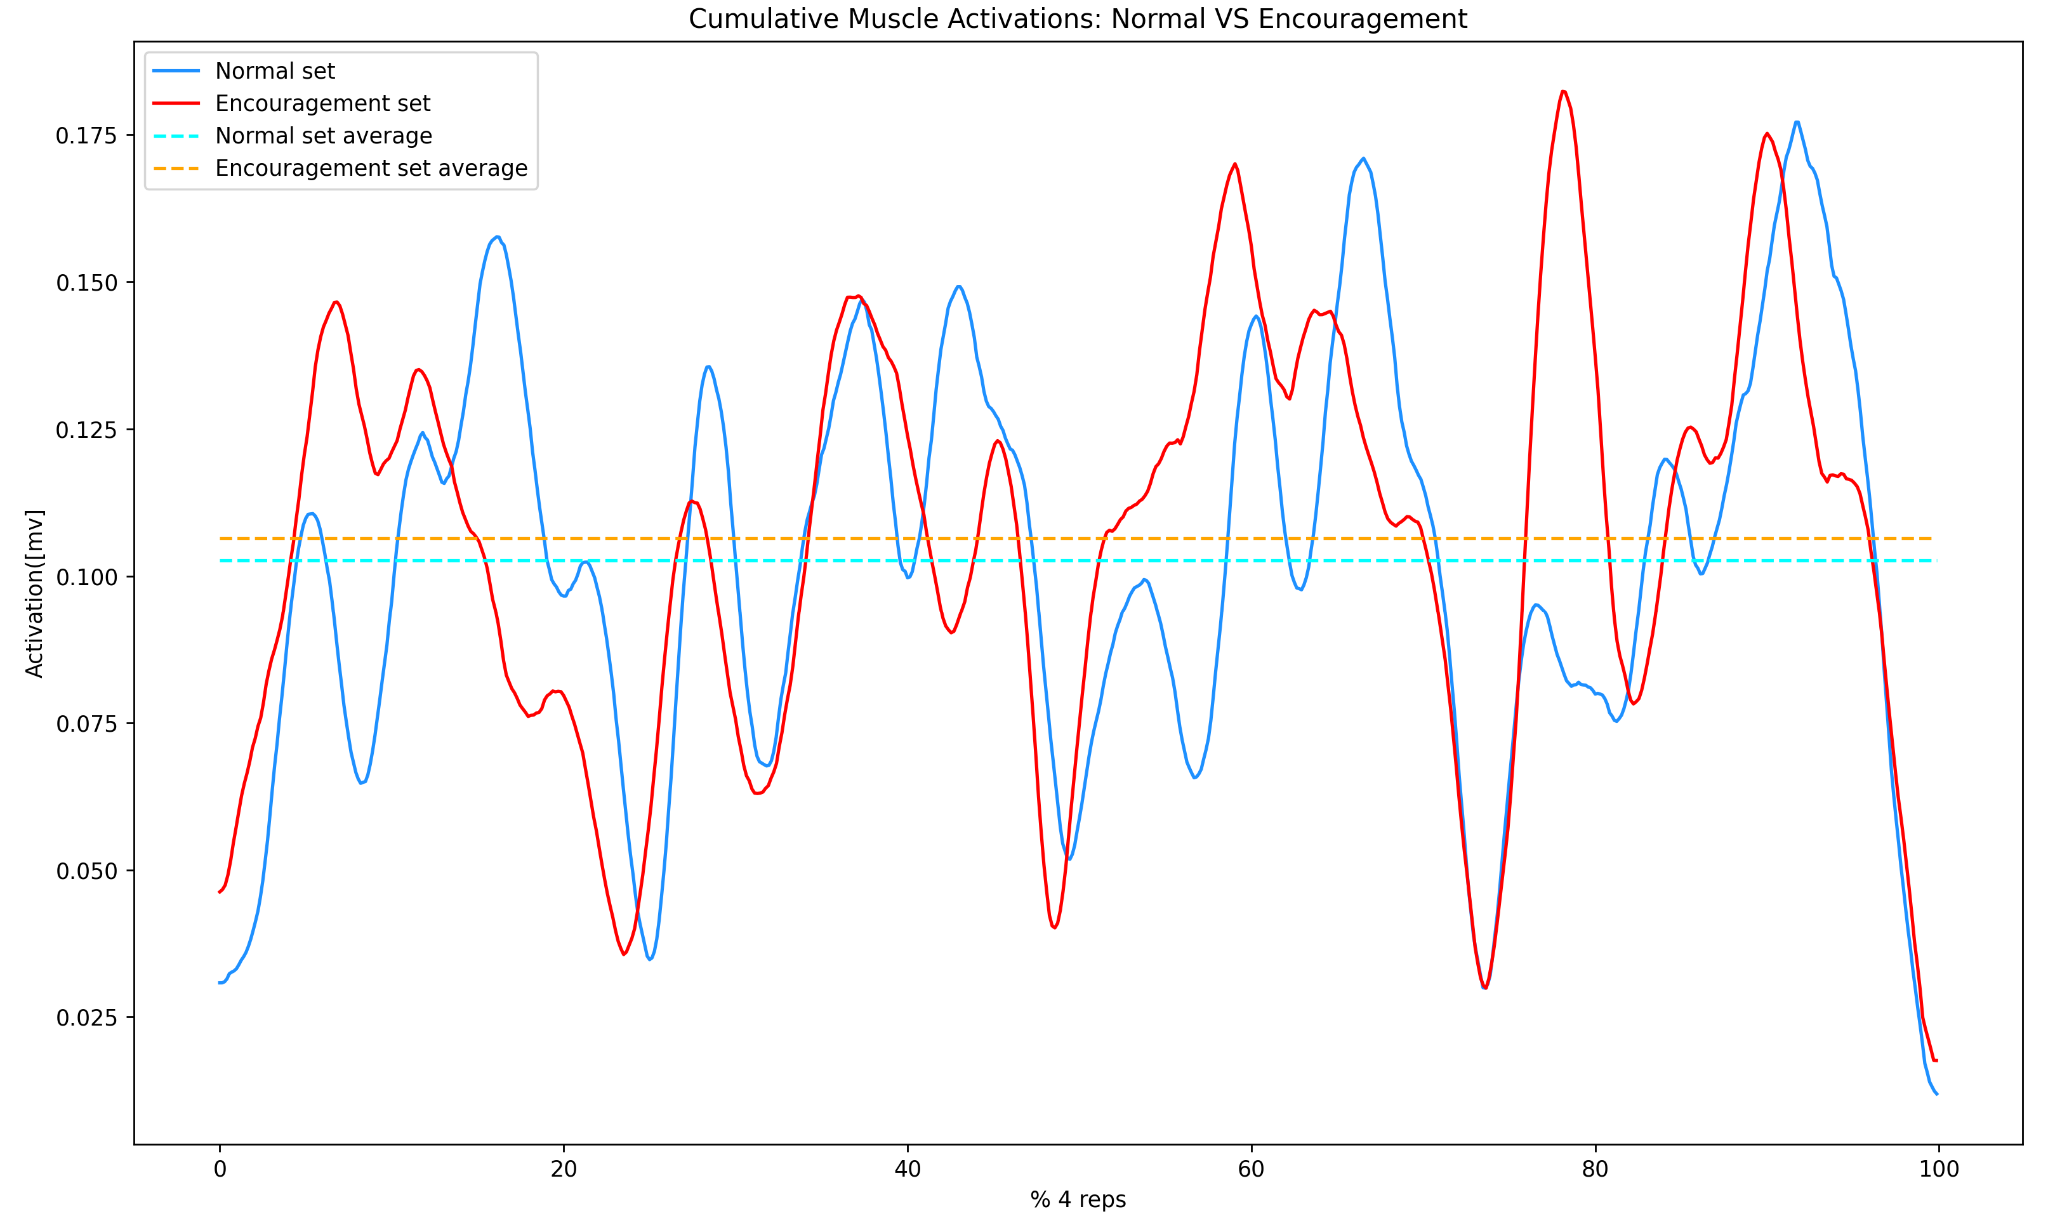 Cumulative Muscle Activations: Normal VS Encouragement
Normal set
Encouragement set
Normal set average
Encouragement set average
0.175
0.150
0.125
0.100
0.075
0.050
0.025
Activation([mv]
0 20 40 60 80 100
% 4 reps